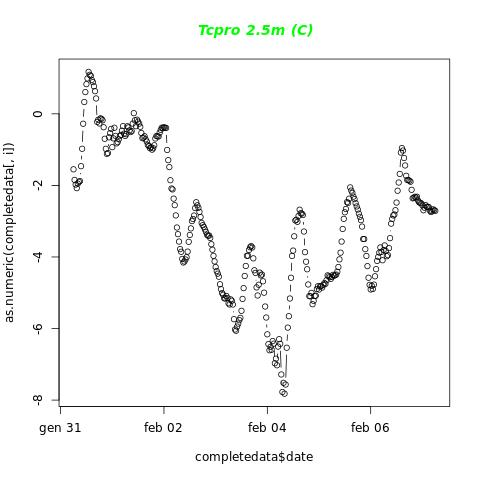 Tcpro 2.5m (C)
as.numeric(completedata[, i])
0
-2
-4
-6
-8
gen 31
feb 02
feb 04
feb 06
completedata$date